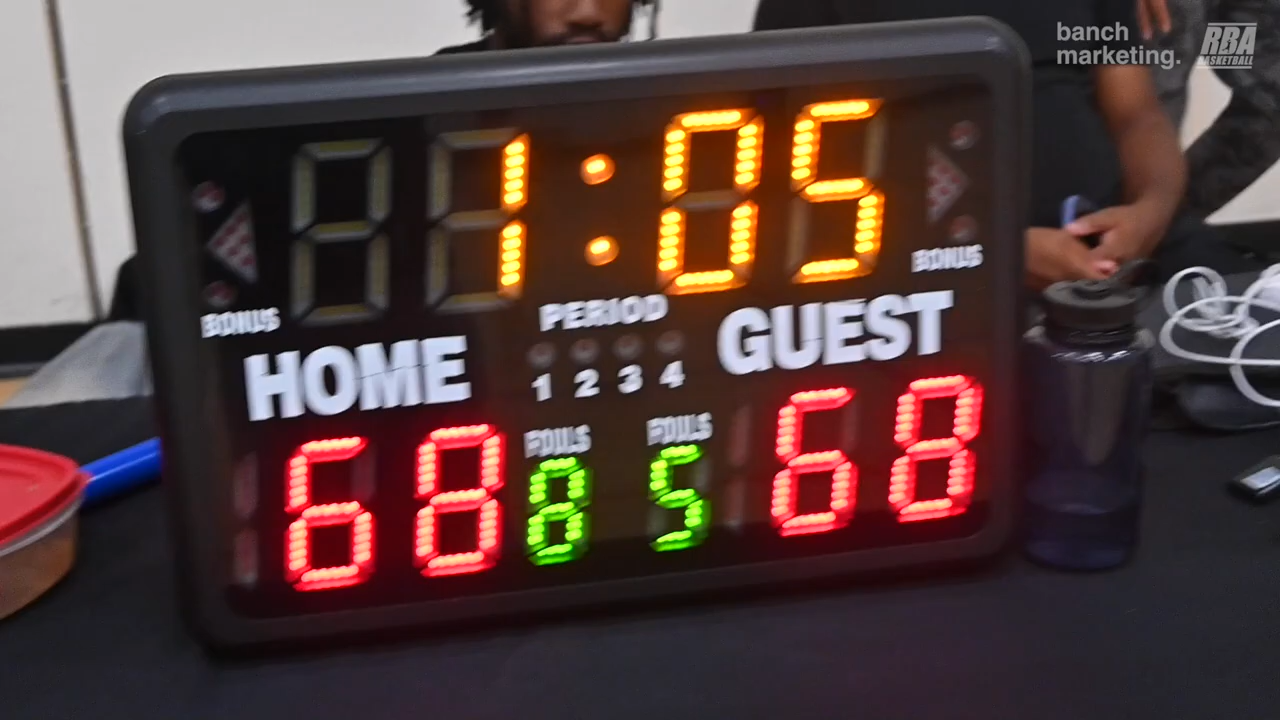 banch
marketing.
RBA
BASKETBALL
1:05
BONUS
BONUS
PERIOD
HOME
GUEST
1 2 3 4
FOULS
FOULS
68
8
5
68